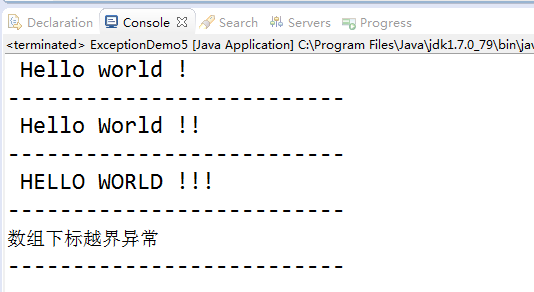 Declaration Console Search Servers Progress
<terminated> ExceptionDemo5 [Java Application] C:\Program Files\Java\jdk1.7.0_79\bin\jav
Hello world !
--------------------------
Hello World !!
--------------------------
HELLO WORLD !!!
--------------------------
数组下标越界异常
--------------------------